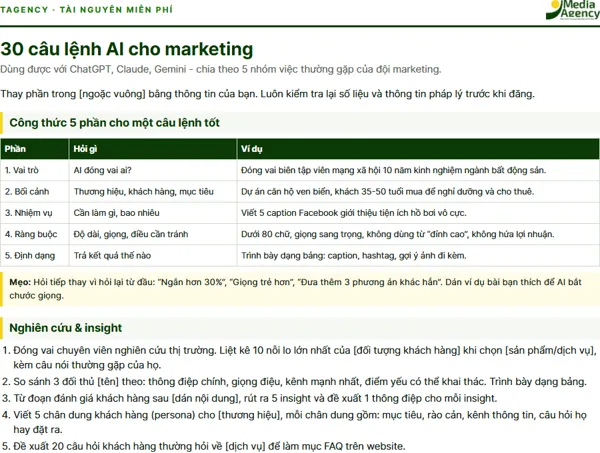 TAGENCY · TÀI NGUYÊN MIỄN PHÍ
Media
Agency
30 câu lệnh AI cho marketing
Dùng được với ChatGPT, Claude, Gemini - chia theo 5 nhóm việc thường gặp của đội marketing.
Thay phần trong [ngoặc vuông] bằng thông tin của bạn. Luôn kiểm tra lại số liệu và thông tin pháp lý trước khi đăng.
Công thức 5 phần cho một câu lệnh tốt
Phần Hỏi gì Ví dụ
1. Vai trò AI đóng vai ai? Đóng vai biên tập viên mạng xã hội 10 năm kinh nghiệm ngành bất động sản.
2. Bối cảnh Thương hiệu, khách hàng, mục tiêu Dự án căn hộ ven biển, khách 35-50 tuổi mua để nghỉ dưỡng và cho thuê.
3. Nhiệm vụ Cần làm gì, bao nhiêu Viết 5 caption Facebook giới thiệu tiện ích hồ bơi vô cực.
4. Ràng buộc Độ dài, giọng, điều cần tránh Dưới 80 chữ, giọng sang trọng, không dùng từ “đỉnh cao”, không hứa lợi nhuận.
5. Định dạng Trả kết quả thế nào Trình bày dạng bảng: caption, hashtag, gợi ý ảnh đi kèm.
Mẹo: Hỏi tiếp thay vì hỏi lại từ đầu: “Ngắn hơn 30%”, “Giọng trẻ hơn”, “Đưa thêm 3 phương án khác hẳn”. Dán ví dụ bài bạn thích để AI bắt
chước giọng.
Nghiên cứu & insight
1. Đóng vai chuyên viên nghiên cứu thị trường. Liệt kê 10 nỗi lo lớn nhất của [đối tượng khách hàng] khi chọn [sản phẩm/dịch vụ],
kèm câu nói thường gặp của họ.
2. So sánh 3 đối thủ [tên] theo: thông điệp chính, giọng điệu, kênh mạnh nhất, điểm yếu có thể khai thác. Trình bày dạng bảng.
3. Từ đoạn đánh giá khách hàng sau [dán nội dung], rút ra 5 insight và đề xuất 1 thông điệp cho mỗi insight.
4. Viết 5 chân dung khách hàng (persona) cho [thương hiệu], mỗi chân dung gồm: mục tiêu, rào cản, kênh thông tin, câu hỏi họ
hay đặt ra.
5. Đề xuất 20 câu hỏi khách hàng thường hỏi về [dịch vụ] để làm mục FAQ trên website.